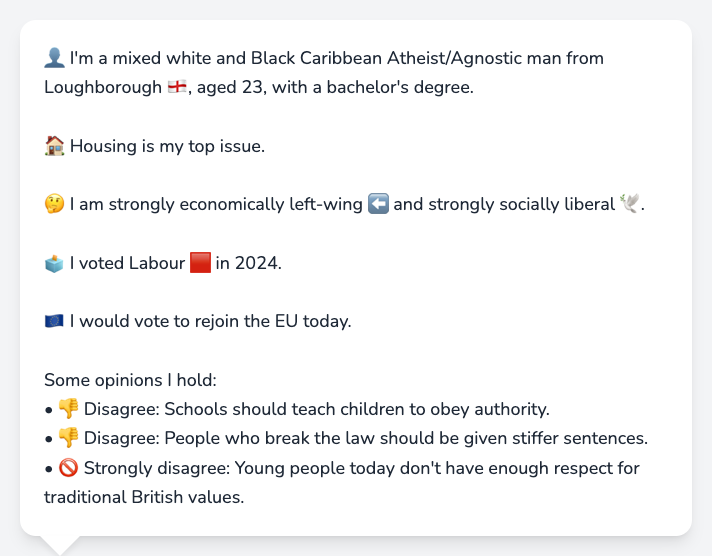 👤 I'm a mixed white and Black Caribbean Atheist/Agnostic man from
Loughborough 🏴󠁧󠁢󠁥󠁮󠁧󠁿, aged 23, with a bachelor's degree.
🏠 Housing is my top issue.
🤔 I am strongly economically left-wing ⬅️ and strongly socially liberal 🕊️.
🗳️ I voted Labour 🟥 in 2024.
🇪🇺 I would vote to rejoin the EU today.
Some opinions I hold:
• 👎 Disagree: Schools should teach children to obey authority.
• 👎 Disagree: People who break the law should be given stiffer sentences.
• 🚫 Strongly disagree: Young people today don't have enough respect for
traditional British values.